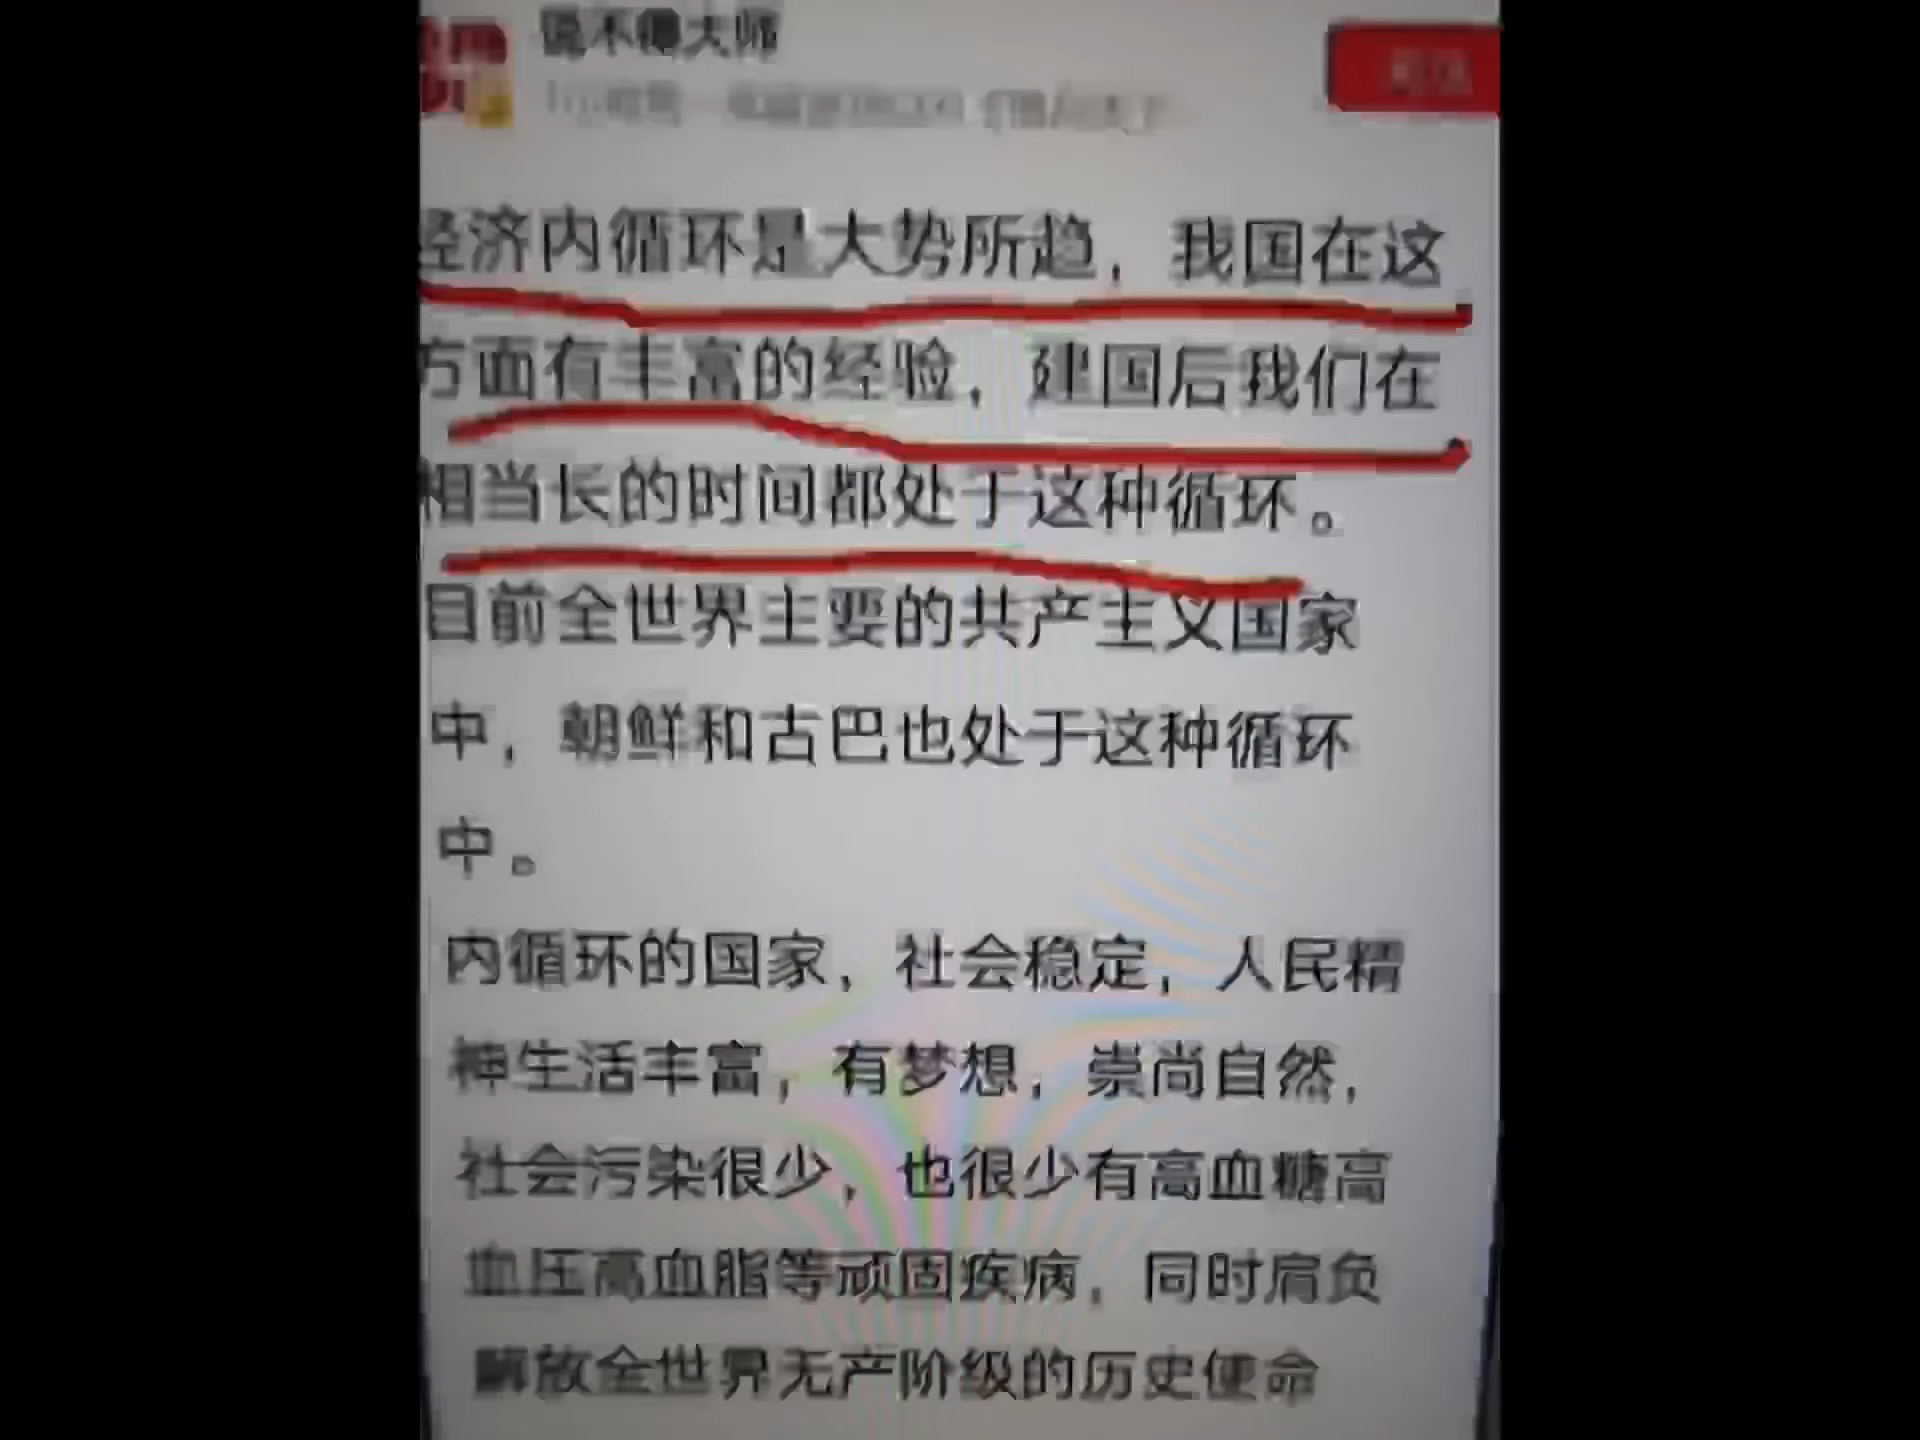 说不得大师
经济内循环是大势所趋，我国在这
方面有丰富的经验，建国后我们在
相当长的时间都处于这种循环。
目前全世界主要的共产主义国家
中，朝鲜和古巴也处于这种循环
中。
内循环的国家，社会稳定，人民精
神生活丰富，有梦想，崇尚自然，
社会污染很少，也很少有高血糖高
血压高血脂等顽固疾病，同时肩负
解放全世界无产阶级的历史使命